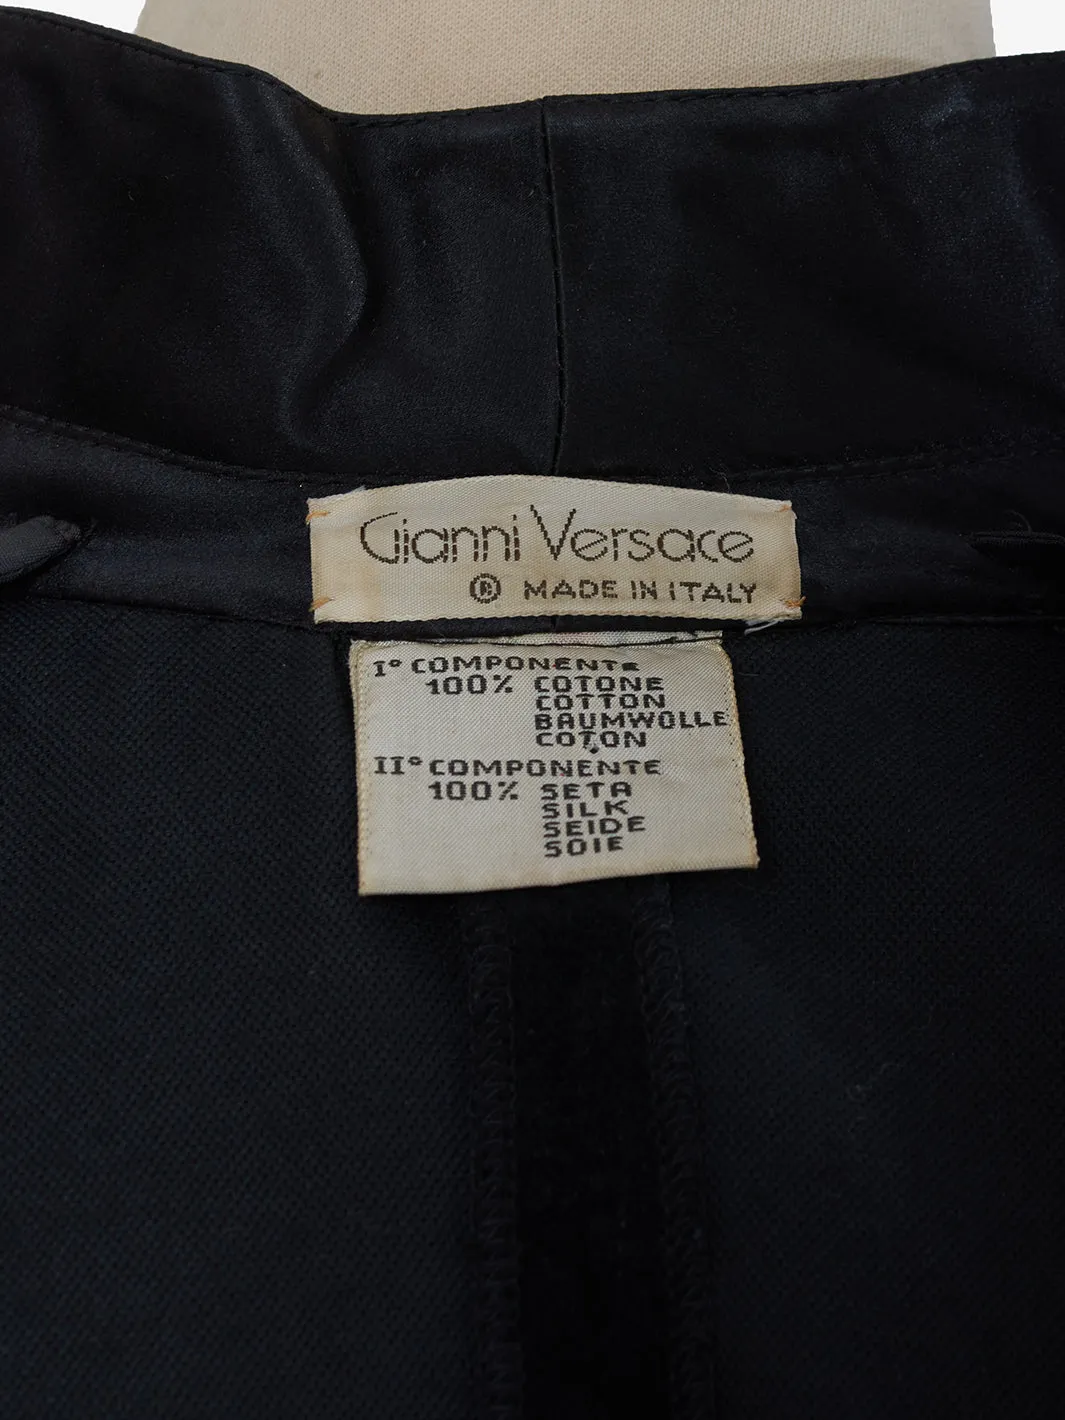 Gianni Versace
® MADE IN ITALY
I° COMPONENTE
100% COTONE
COTTON
BAUMWOLLE
COTON
II° COMPONENTE
100% SETA
SILK
SEIDE
SOIE